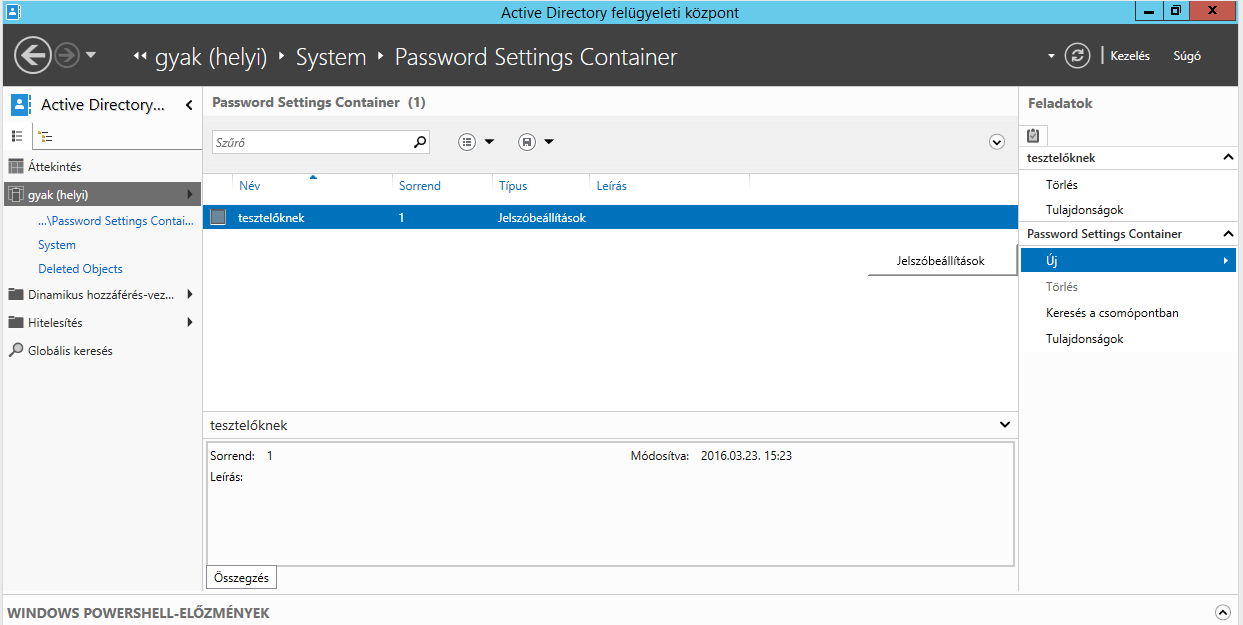 Active Directory felügyeleti központ
gyak (helyi) System Password Settings Container
Kezelés Súgó
Active Directory...
Áttekintés
gyak (helyi)
...\Password Settings Contai...
System
Deleted Objects
Dinamikus hozzáférés-vez...
Hitelesítés
Globális keresés
Password Settings Container (1)
Szűrő
Név Sorrend Típus Leírás
tesztelőknek 1 Jelszóbeállítások
Jelszóbeállítások
tesztelőknek
Sorrend: 1 Módosítva: 2016.03.23. 15:23
Leírás:
Összegzés
Feladatok
tesztelőknek
Törlés
Tulajdonságok
Password Settings Container
Új
Törlés
Keresés a csomópontban
Tulajdonságok
WINDOWS POWERSHELL-ELŐZMÉNYEK